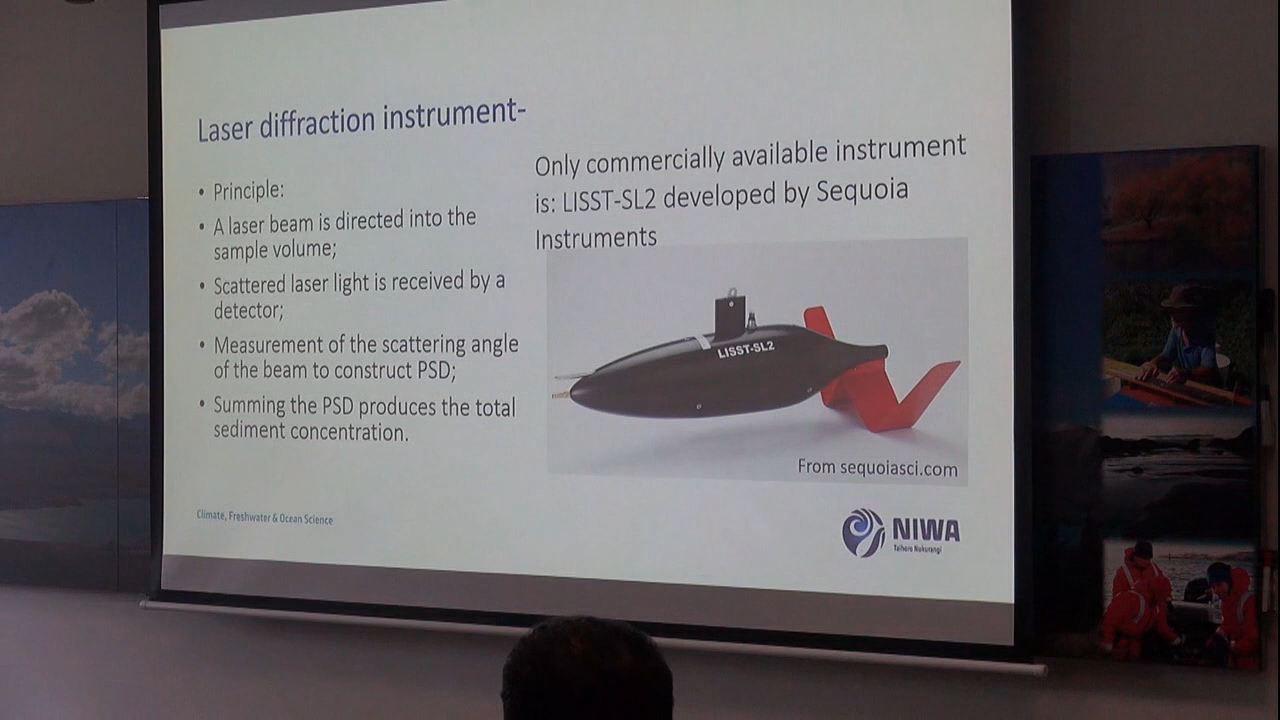 Laser diffraction instrument-
• Principle:
• A laser beam is directed into the
sample volume;
• Scattered laser light is received by a
detector;
• Measurement of the scattering angle
of the beam to construct PSD;
• Summing the PSD produces the total
sediment concentration.
Only commercially available instrument
is: LISST-SL2 developed by Sequoia
Instruments
LISST-SL2
From sequoiasci.com
Climate, Freshwater & Ocean Science
NIWA
Taihoro Nukurangi